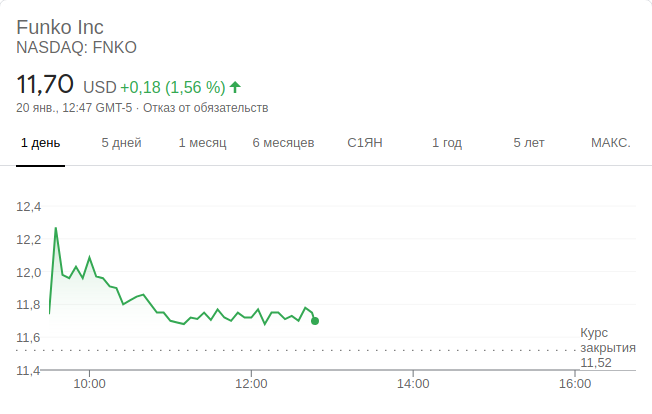 Funko Inc
NASDAQ: FNKO
11,70 USD +0,18 (1,56 %)
20 янв., 12:47 GMT-5 · Отказ от обязательств
1 день 5 дней 1 месяц 6 месяцев С1ЯН 1 год 5 лет МАКС.
12,4
12,2
12,0
11,8
11,6
11,4
Курс
закрытия
11,52
10:00 12:00 14:00 16:00